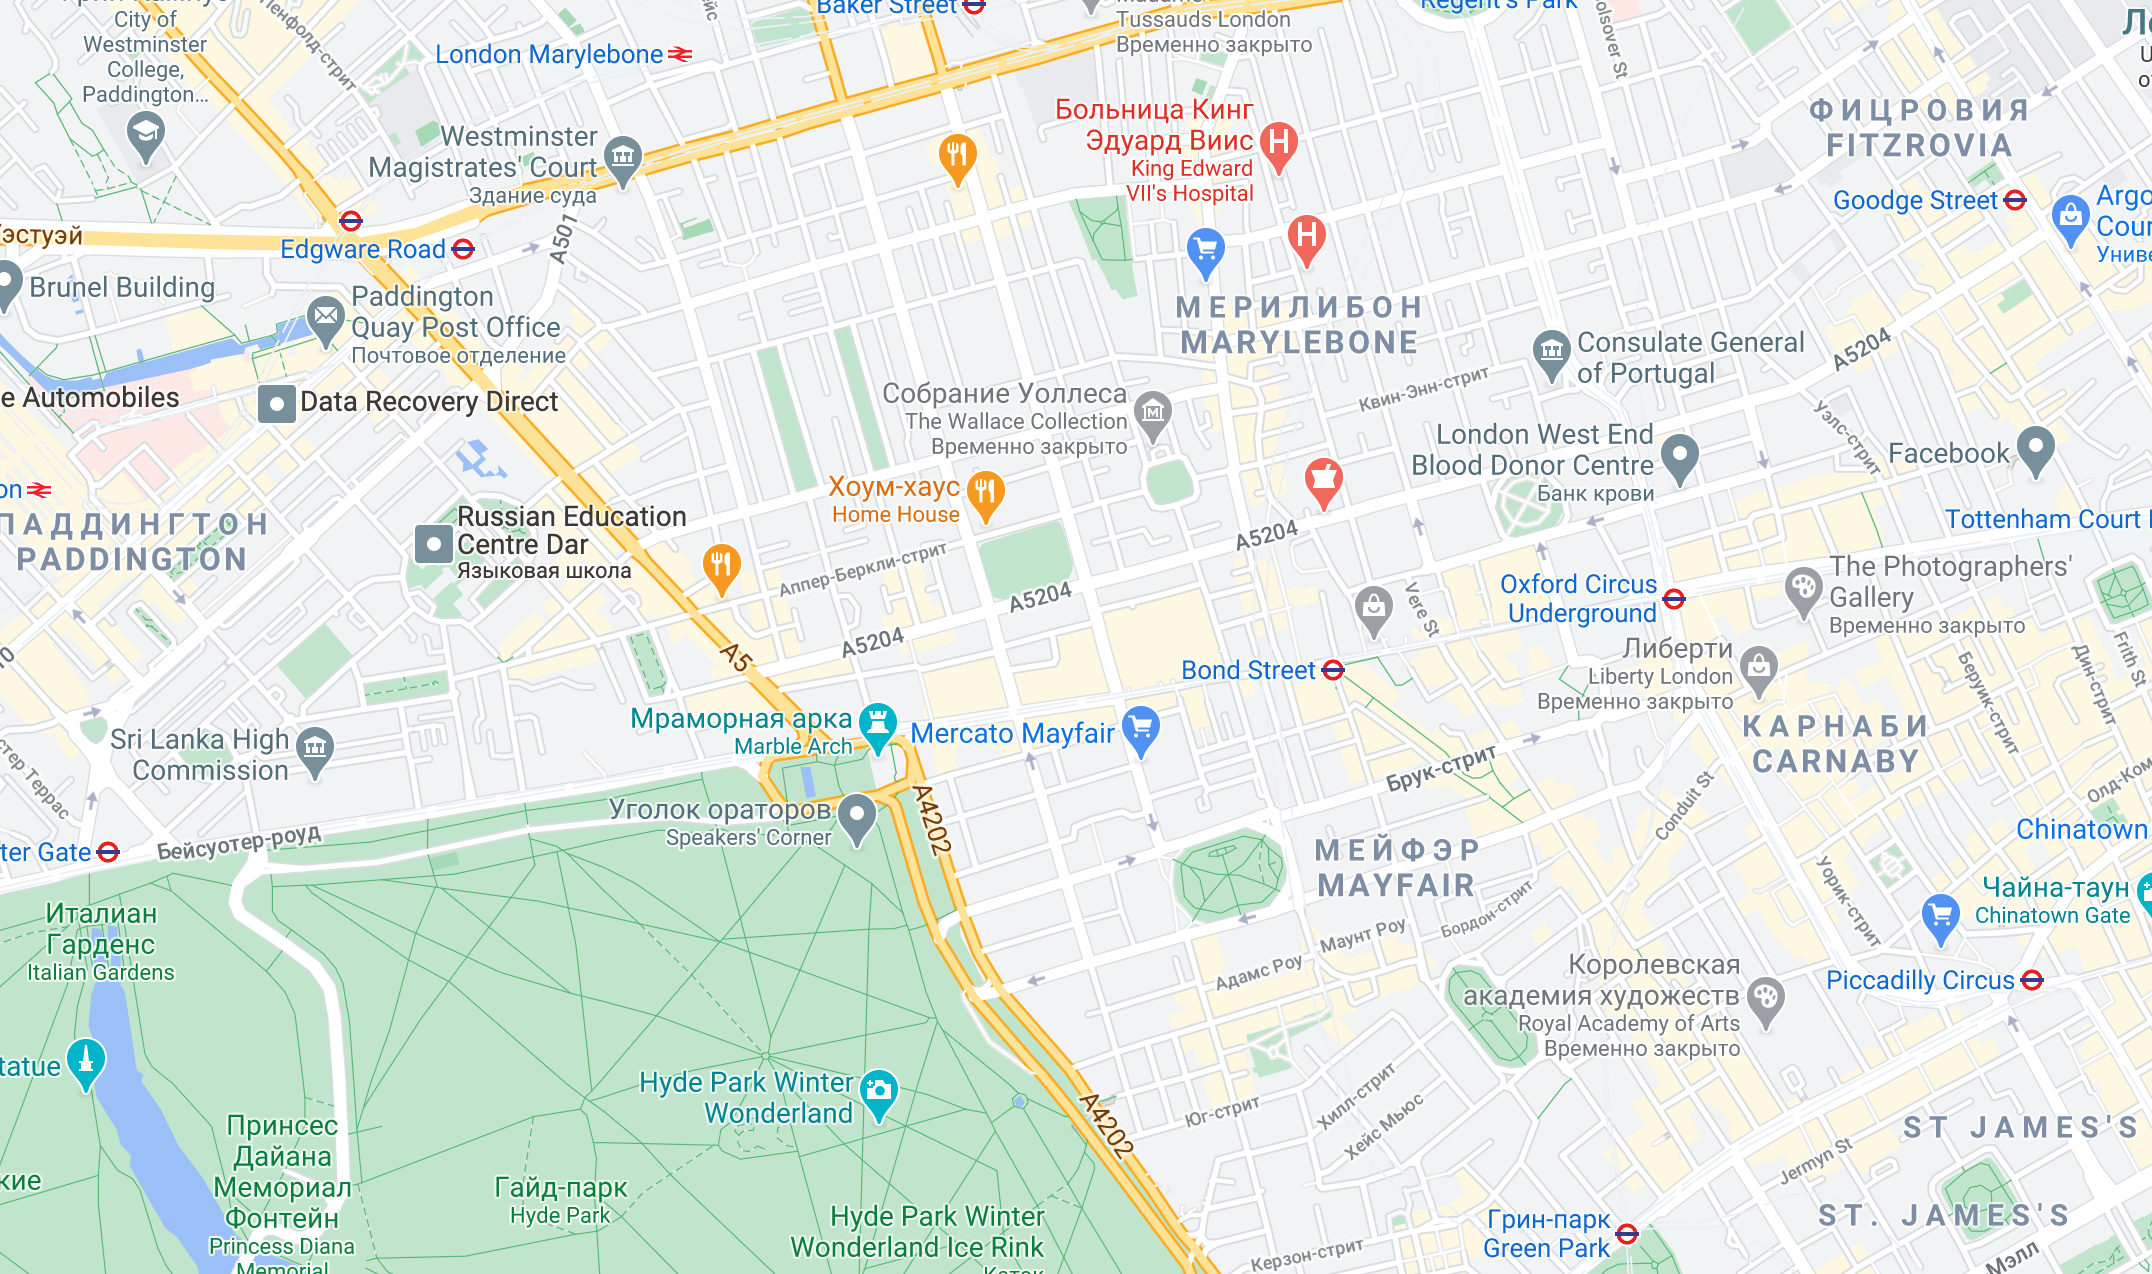 City of
Westminster
College,
Paddington...
Ленфолд-стрит
London Marylebone
Baker Street
Tussauds London
Временно закрыто
Regent's Park
Bolsover St
Westminster
Magistrates' Court
Здание суда
Больница Кинг
Эдуард Виис
King Edward
VII's Hospital
ФИЦРОВИЯ
FITZROVIA
Goodge Street
Argo
Cour
Униве
эстуэй
Edgware Road
A501
Brunel Building
Paddington
Quay Post Office
Почтовое отделение
МЕРИЛИБОН
MARYLEBONE
Consulate General
of Portugal
A5204
e Automobiles
Data Recovery Direct
Собрание Уоллеса
The Wallace Collection
Временно закрыто
Квин-Энн-стрит
London West End
Blood Donor Centre
Банк крови
Уэлс-стрит
Facebook
on
Хоум-хаус
Home House
ПАДДИНГТОН
PADDINGTON
Russian Education
Centre Dar
Языковая школа
Аппер-Беркли-стрит
A5204
Tottenham Court
A5204
Vere St
Oxford Circus
Underground
The Photographers'
Gallery
Временно закрыто
A5
A5204
Bond Street
Либерти
Liberty London
Временно закрыто
Беруик-стрит
Дин-стрит
Frith St
Мраморная арка
Marble Arch
Mercato Mayfair
КАРНАБИ
CARNABY
Sri Lanka High
Commission
стер Террас
Брук-стрит
Conduit St
Олд-Ком
Уголок ораторов
Speakers' Corner
A4202
Бейсуотер-роуд
ter Gate
МЕЙФЭР
MAYFAIR
Chinatown
Уорик-стрит
Чайна-таун
Chinatown Gate
Италиан
Гарденс
Italian Gardens
Адамс Роу
Маунт Роу
Бордон-стрит
Королевская
академия художеств
Royal Academy of Arts
Временно закрыто
Piccadilly Circus
tatue
Hyde Park Winter
Wonderland
A4202
Юг-стрит
Хилл-стрит
Хейс Мьюс
ST JAMES'S
Jermyn St
кие
Принсес
Дайана
Мемориал
Фонтейн
Princess Diana
Memorial
Гайд-парк
Hyde Park
Hyde Park Winter
Wonderland Ice Rink
Каток
Керзон-стрит
Грин-парк
Green Park
ST. JAMES'S
Мэлл